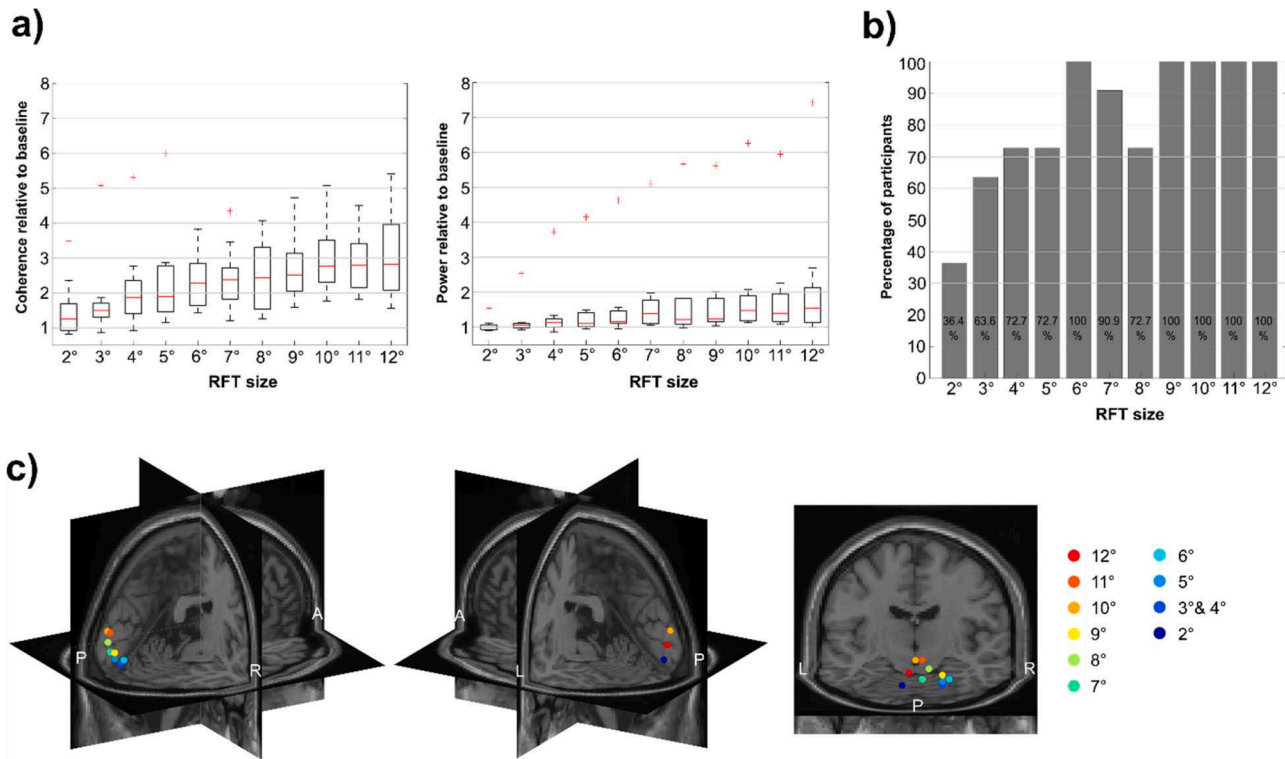 a)
b)
Coherence relative to baseline
8
7
6
5
4
3
2
1
2° 3° 4° 5° 6° 7° 8° 9° 10° 11° 12°
RFT size
Power relative to baseline
8
7
6
5
4
3
2
1
2° 3° 4° 5° 6° 7° 8° 9° 10° 11° 12°
RFT size
Percentage of participants
100
90
80
70
60
50
40
30
20
10
0
36.4 % 63.6 % 72.7 % 72.7 % 100 % 90.9 % 72.7 % 100 % 100 % 100 % 100 %
2° 3° 4° 5° 6° 7° 8° 9° 10° 11° 12°
RFT size
c)
P
R
A
A
L
P
L
R
P
12°
11°
10°
9°
8°
7°
6°
5°
3°& 4°
2°